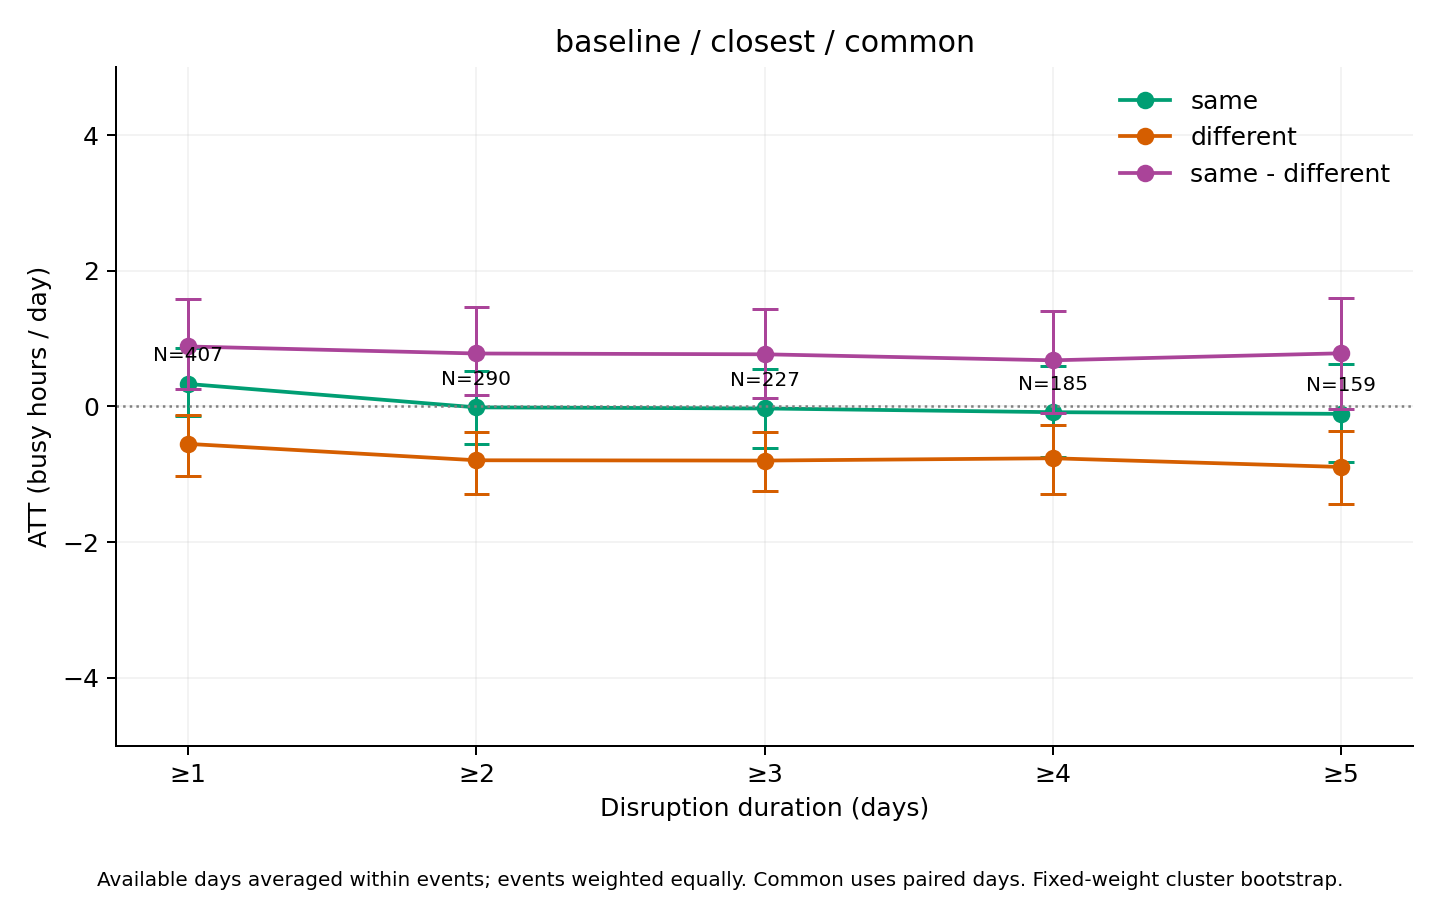 baseline / closest / common
same
different
same - different
ATT (busy hours / day)
4
2
0
−2
−4
N=407
N=290
N=227
N=185
N=159
≥1
≥2
≥3
≥4
≥5
Disruption duration (days)
Available days averaged within events; events weighted equally. Common uses paired days. Fixed-weight cluster bootstrap.